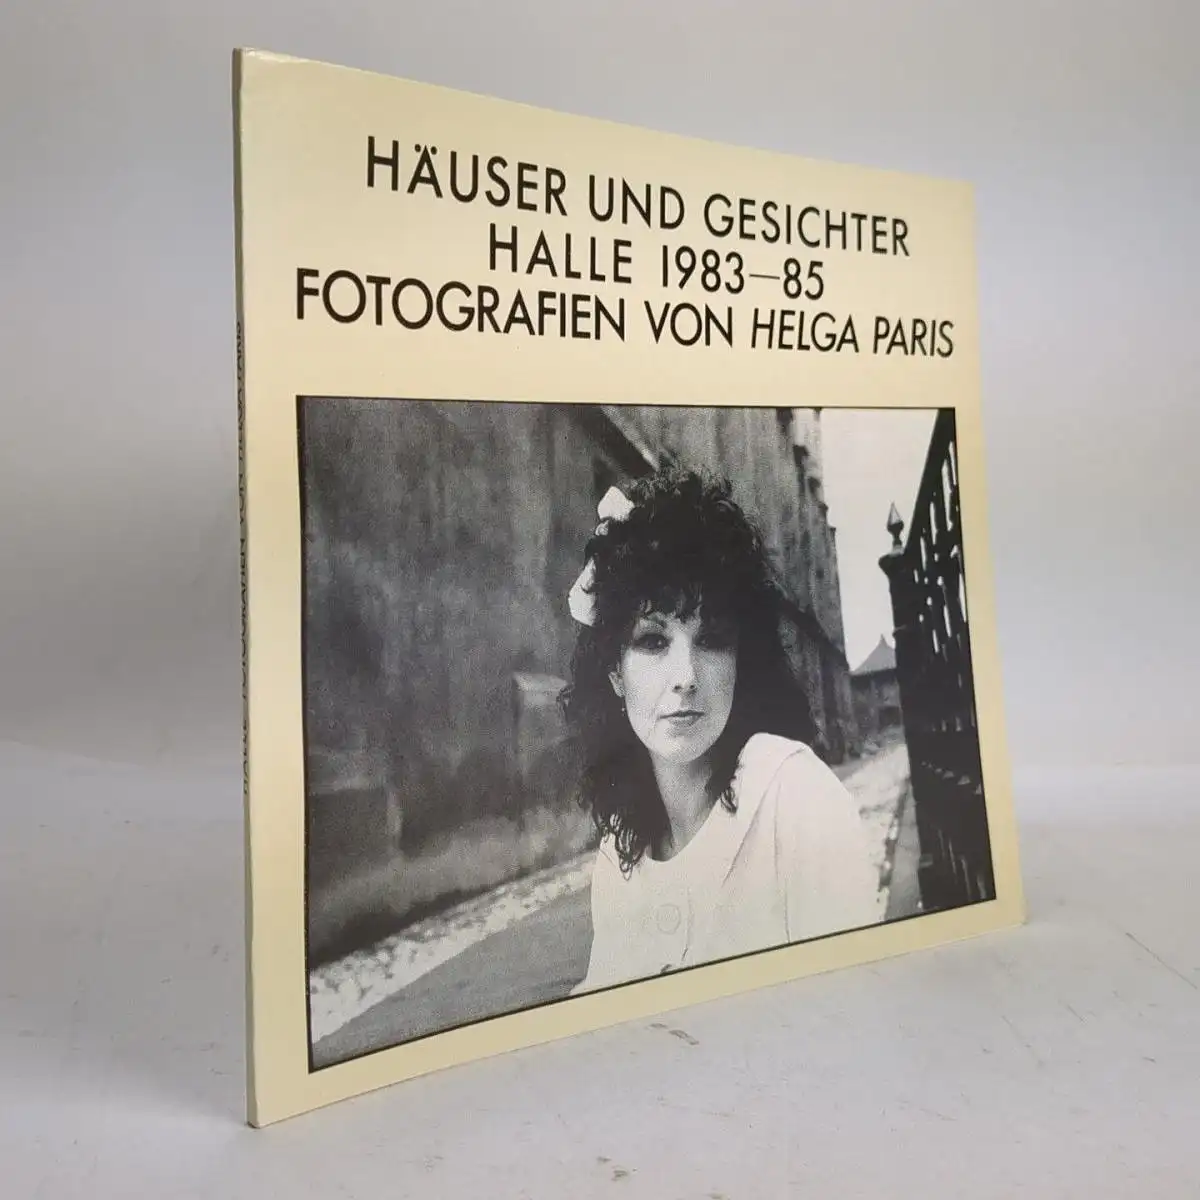 HÄUSER UND GESICHTER
HALLE 1983—85
FOTOGRAFIEN VON HELGA PARIS